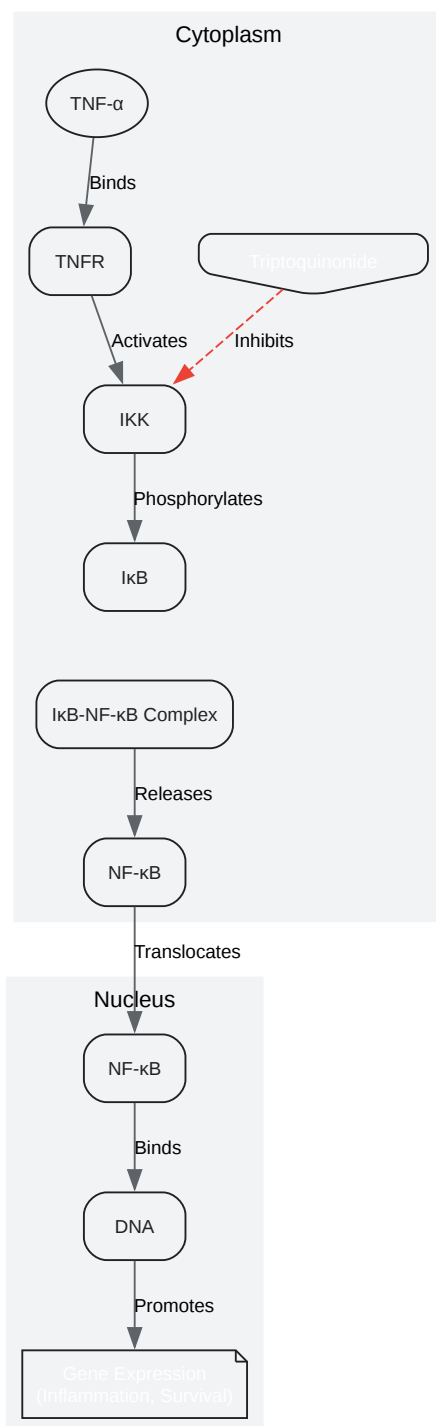 Cytoplasm
TNF-α
Binds
TNFR
Triptoquinonide
Activates
Inhibits
IKK
Phosphorylates
IκB
IκB-NF-κB Complex
Releases
NF-κB
Translocates
Nucleus
NF-κB
Binds
DNA
Promotes
Gene Expression
(Inflammation, Survival)